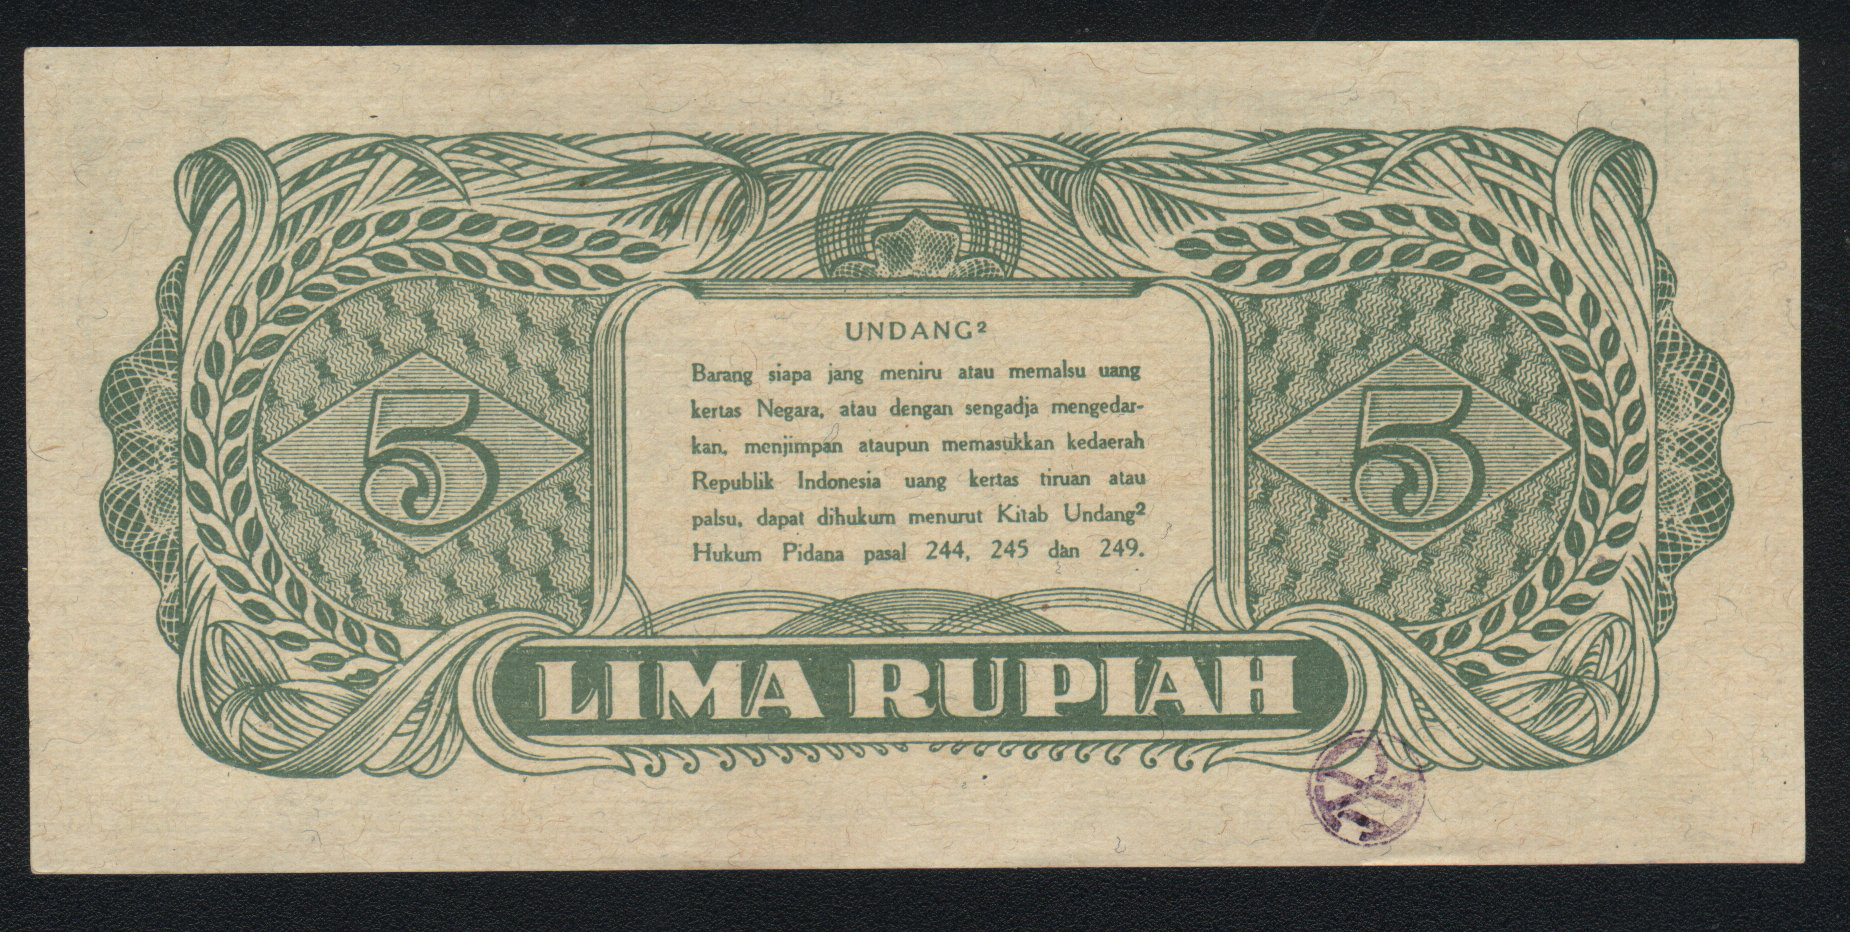 UNDANG²
5
Barang siapa jang meniru atau memalsu uang
kertas Negara, atau dengan sengadja mengedar-
kan, menjimpan ataupun memasukkan kedaerah
Republik Indonesia uang kertas tiruan atau
palsu, dapat dihukum menurut Kitab Undang²
Hukum Pidana pasal 244, 245 dan 249.
5
LIMA RUPIAH